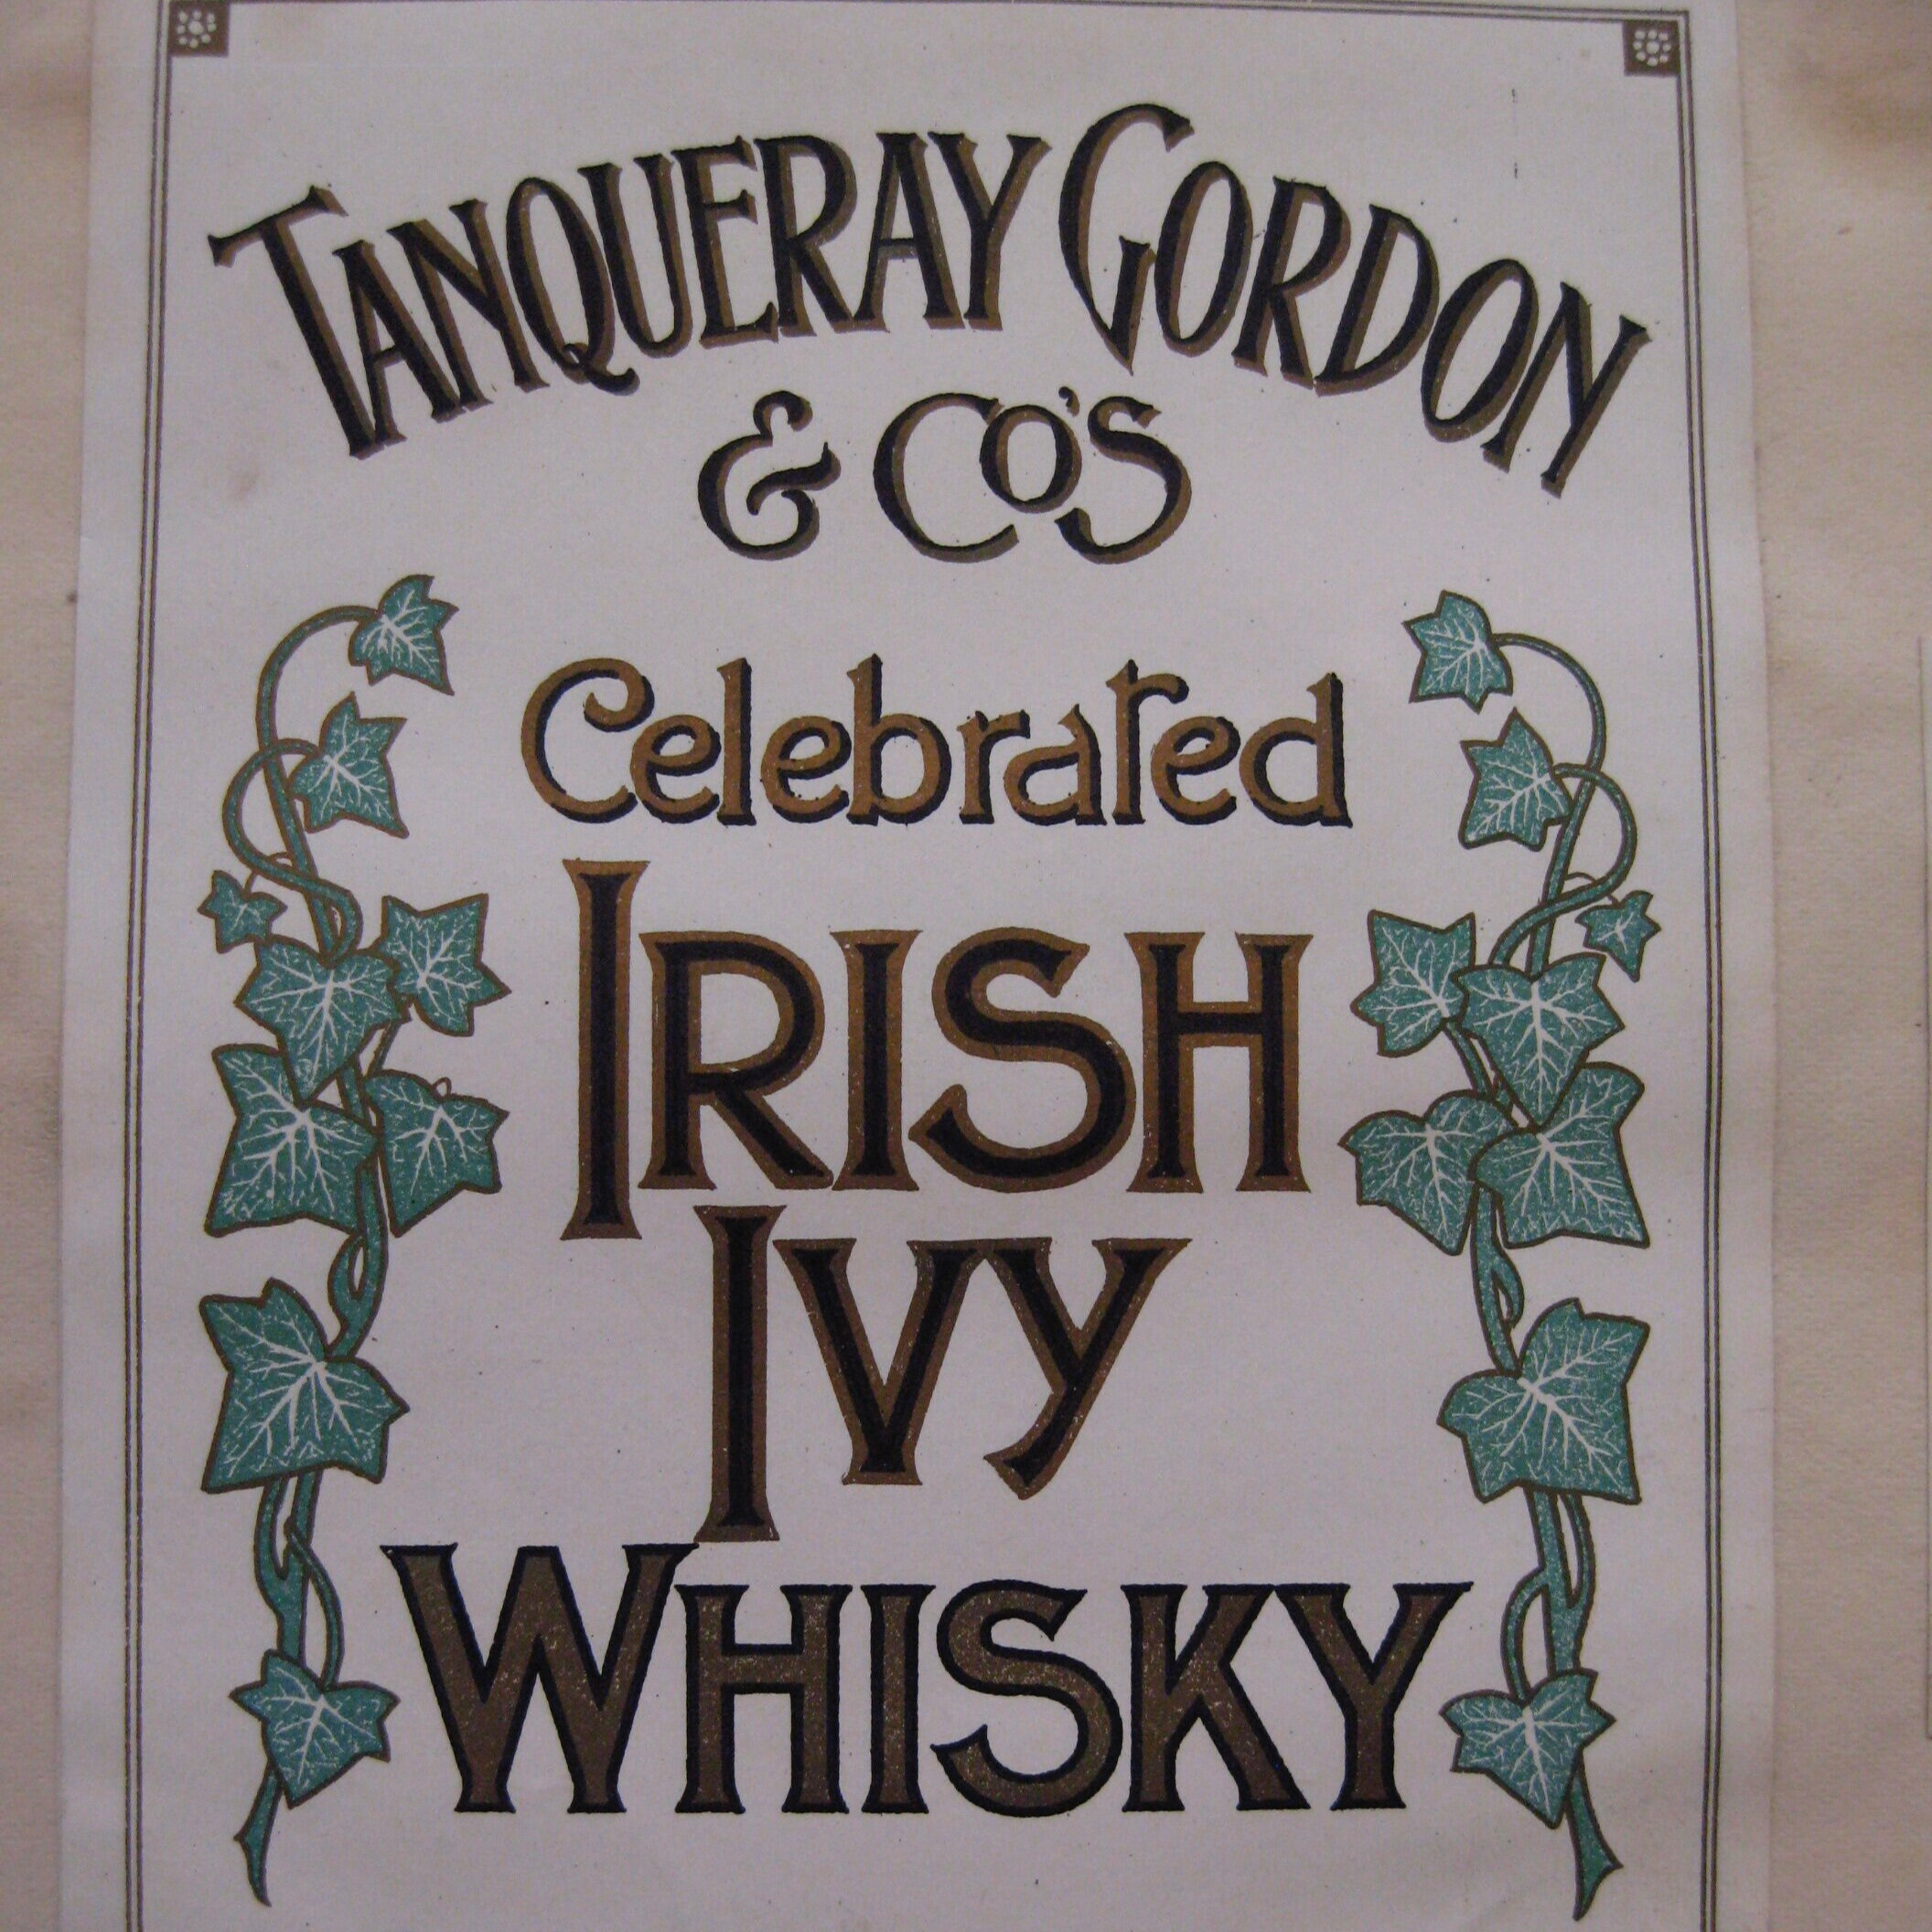 TANQUERAY GORDON
& CO'S
Celebrated
IRISH
IVY
WHISKY